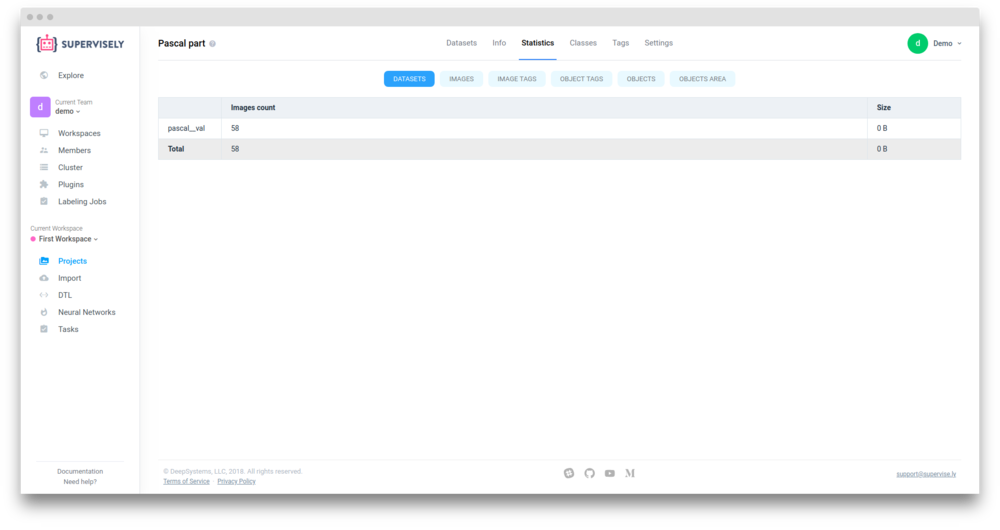 SUPERVISELY
Pascal part ?
Datasets Info Statistics Classes Tags Settings
d Demo
Explore
d Current Team
demo
Workspaces
Members
Cluster
Plugins
Labeling Jobs
Current Workspace
First Workspace
Projects
Import
DTL
Neural Networks
Tasks
Documentation
Need help?
DATASETS IMAGES IMAGE TAGS OBJECT TAGS OBJECTS OBJECTS AREA
Images count Size
pascal__val 58 0 B
Total 58 0 B
© DeepSystems, LLC, 2018. All rights reserved.
Terms of Service · Privacy Policy
support@supervise.ly